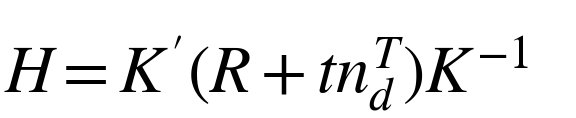 $H = K^{'}(R + tn_d^T)K^{-1}$